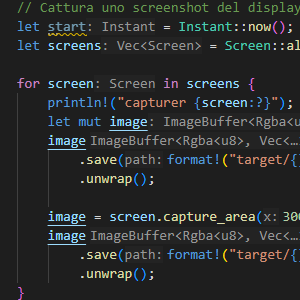 // Cattura uno screenshot del display
let start: Instant = Instant::now();
let screens: Vec<Screen> = Screen::al
for screen: Screen in screens {
println!("capturer {screen:?}");
let mut image: ImageBuffer<Rgba<u
image ImageBuffer<Rgba<u8>, Vec<…
.save(path: format!("target/{
.unwrap();
image = screen.capture_area(x: 300
image ImageBuffer<Rgba<u8>, Vec<…
.save(path: format!("target/{
.unwrap();
}